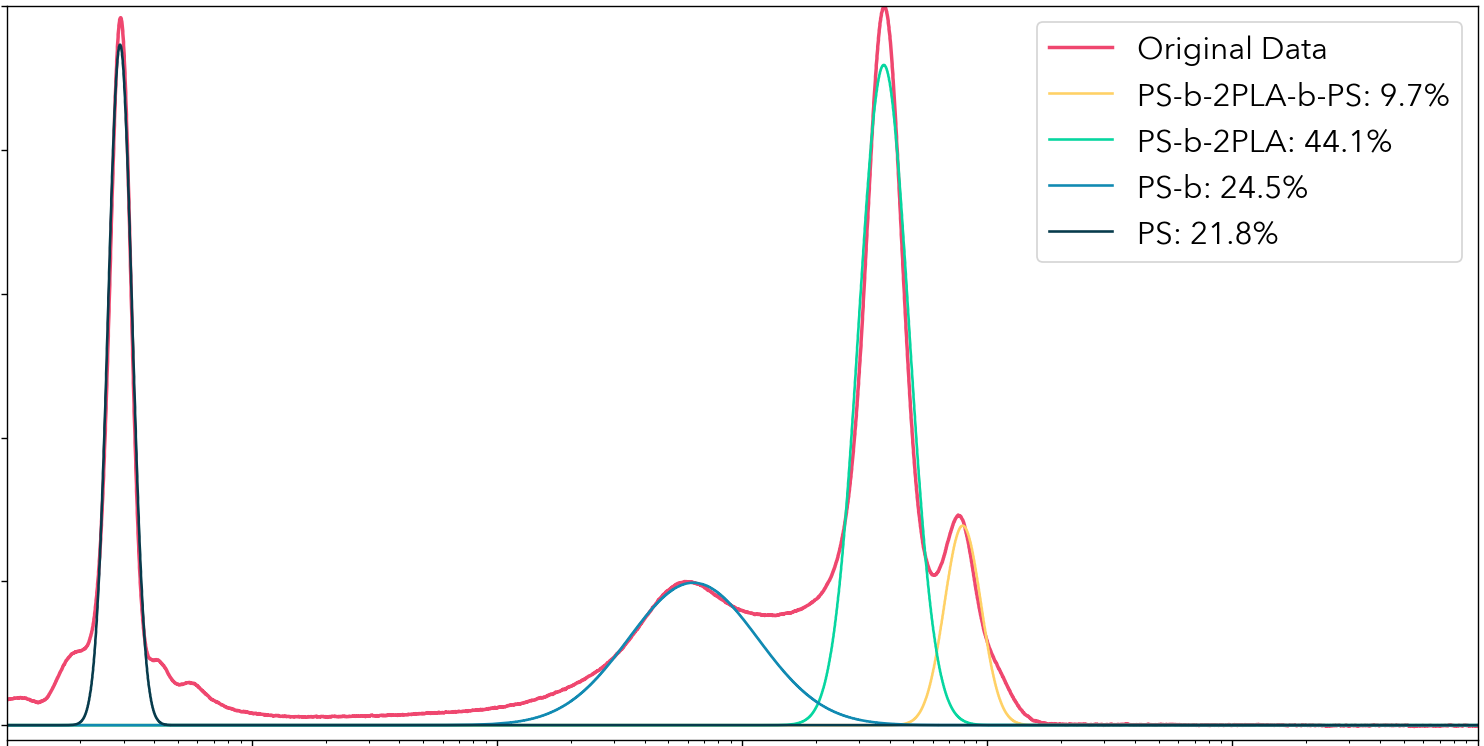 Original Data
PS-b-2PLA-b-PS: 9.7%
PS-b-2PLA: 44.1%
PS-b: 24.5%
PS: 21.8%